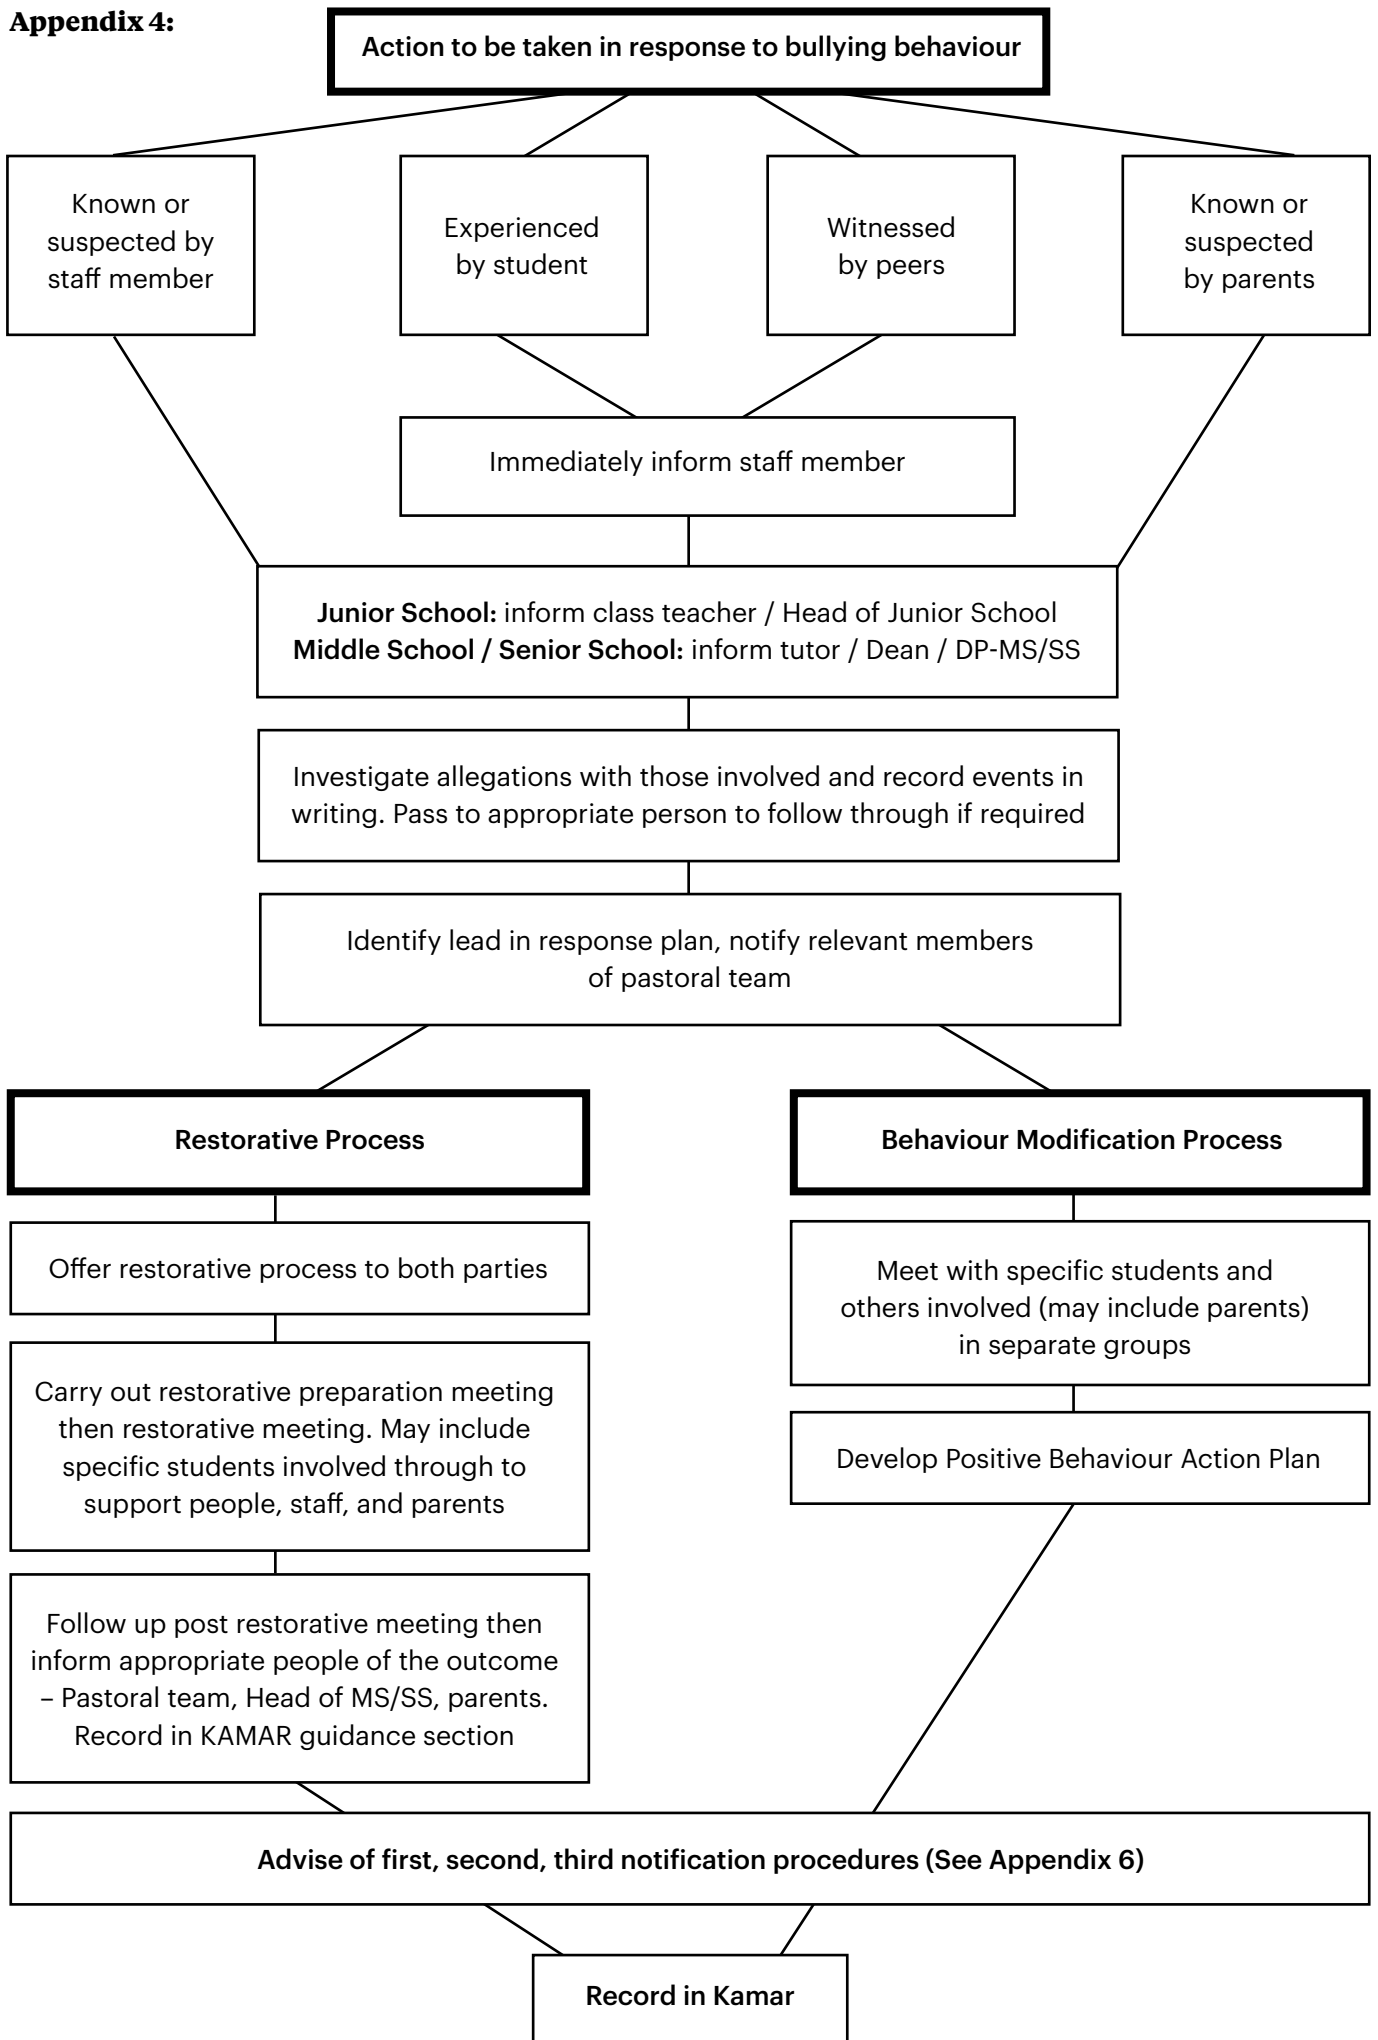 Appendix 4:
Action to be taken in response to bullying behaviour
Known or
suspected by
staff member
Experienced
by student
Witnessed
by peers
Known or
suspected
by parents
Immediately inform staff member
Junior School: inform class teacher / Head of Junior School
Middle School / Senior School: inform tutor / Dean / DP-MS/SS
Investigate allegations with those involved and record events in
writing. Pass to appropriate person to follow through if required
Identify lead in response plan, notify relevant members
of pastoral team
Restorative Process
Offer restorative process to both parties
Carry out restorative preparation meeting
then restorative meeting. May include
specific students involved through to
support people, staff, and parents
Follow up post restorative meeting then
inform appropriate people of the outcome
– Pastoral team, Head of MS/SS, parents.
Record in KAMAR guidance section
Behaviour Modification Process
Meet with specific students and
others involved (may include parents)
in separate groups
Develop Positive Behaviour Action Plan
Advise of first, second, third notification procedures (See Appendix 6)
Record in Kamar